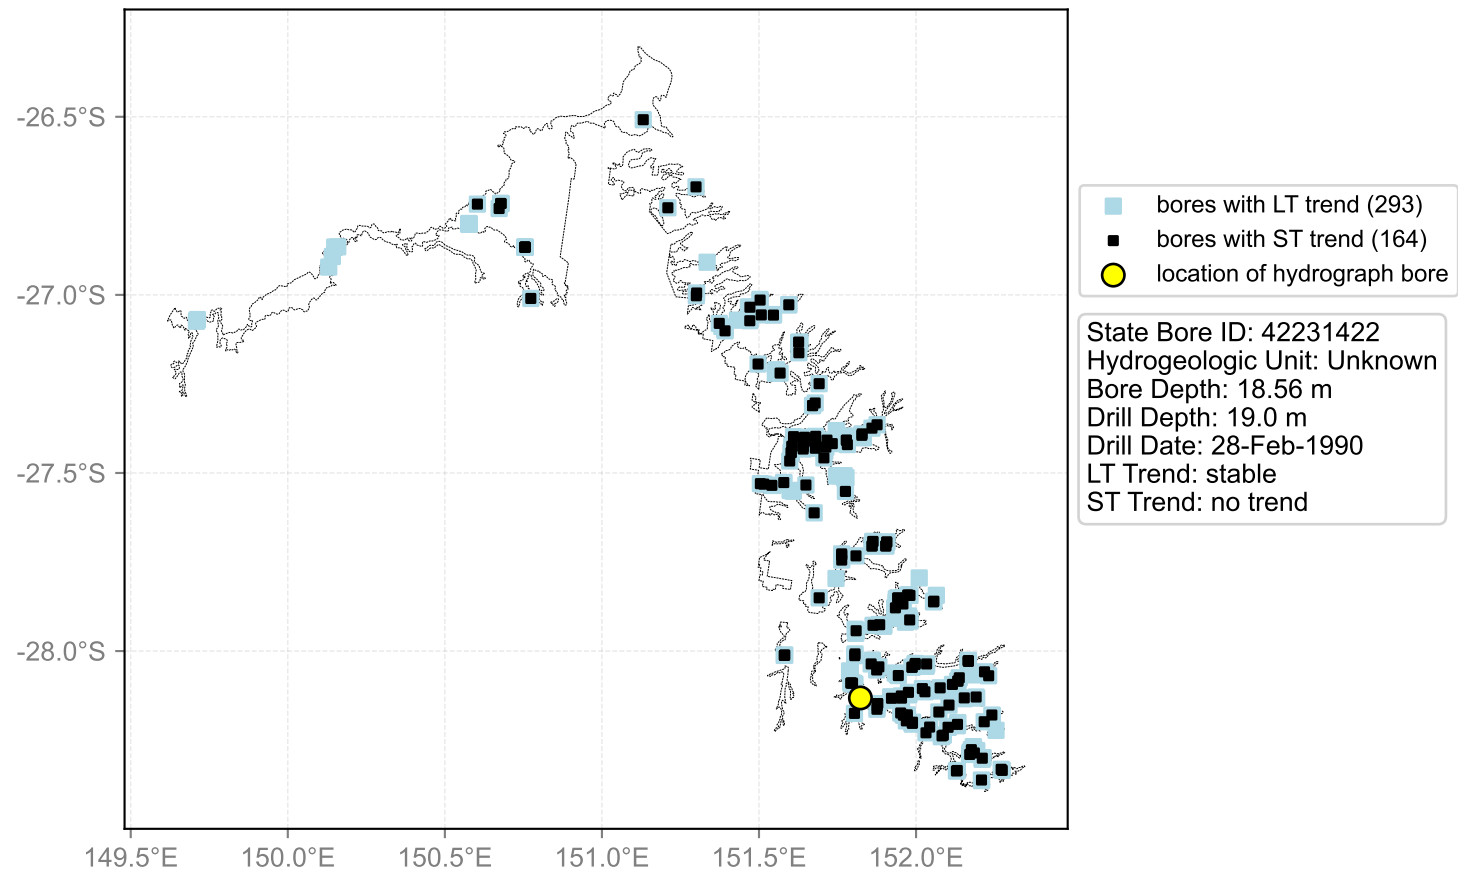 -26.5°S
-27.0°S
-27.5°S
-28.0°S
149.5°E 150.0°E 150.5°E 151.0°E 151.5°E 152.0°E
bores with LT trend (293)
bores with ST trend (164)
location of hydrograph bore
State Bore ID: 42231422
Hydrogeologic Unit: Unknown
Bore Depth: 18.56 m
Drill Depth: 19.0 m
Drill Date: 28-Feb-1990
LT Trend: stable
ST Trend: no trend